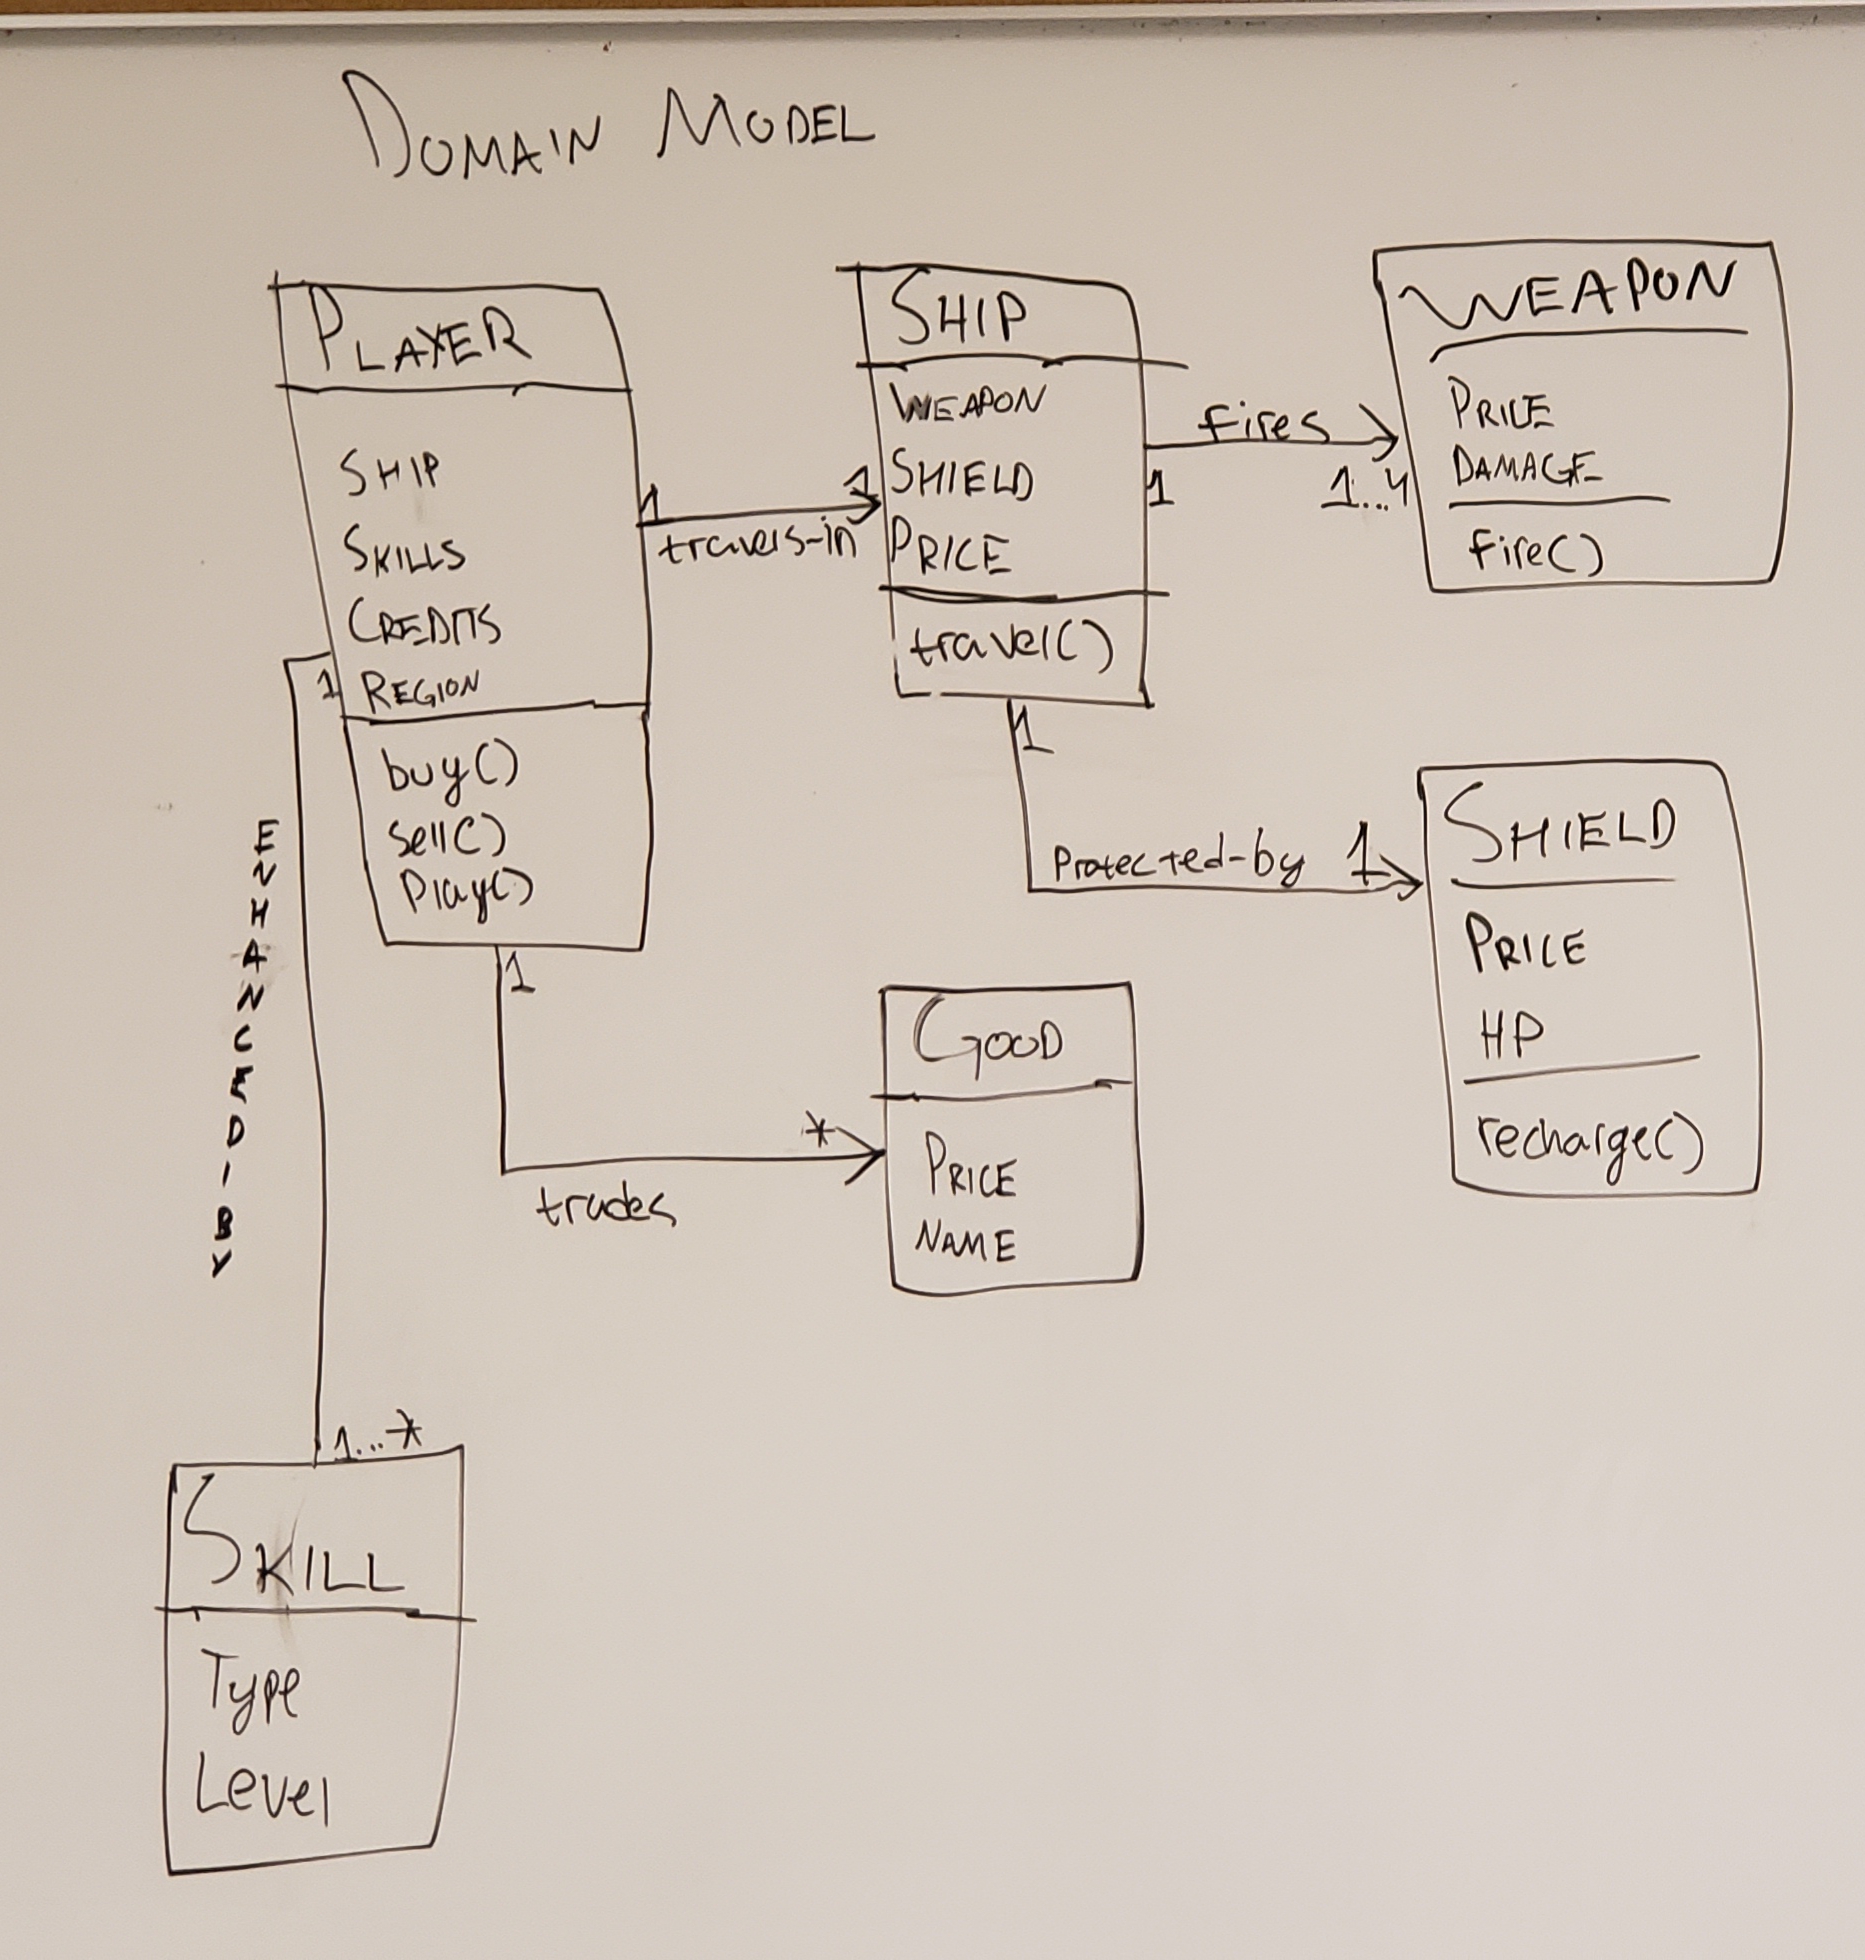 DOMAIN MODEL
PLAYER
SHIP
SKILLS
CREDITS
REGION
buy()
sell()
Play()
1
travels-in
1
SHIP
WEAPON
SHIELD
PRICE
travel()
1
Fires
1...4
WEAPON
PRICE
DAMAGE
Fire()
1
Protected-by
1
SHIELD
PRICE
HP
recharge()
1
trades
*
GOOD
PRICE
NAME
1
ENHANCED-BY
1...*
SKILL
Type
Level